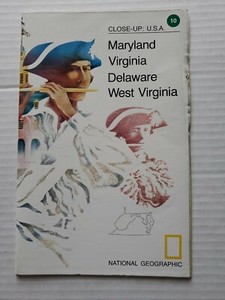 CLOSE-UP: U.S.A.
10
Maryland
Virginia
Delaware
West Virginia
NATIONAL GEOGRAPHIC